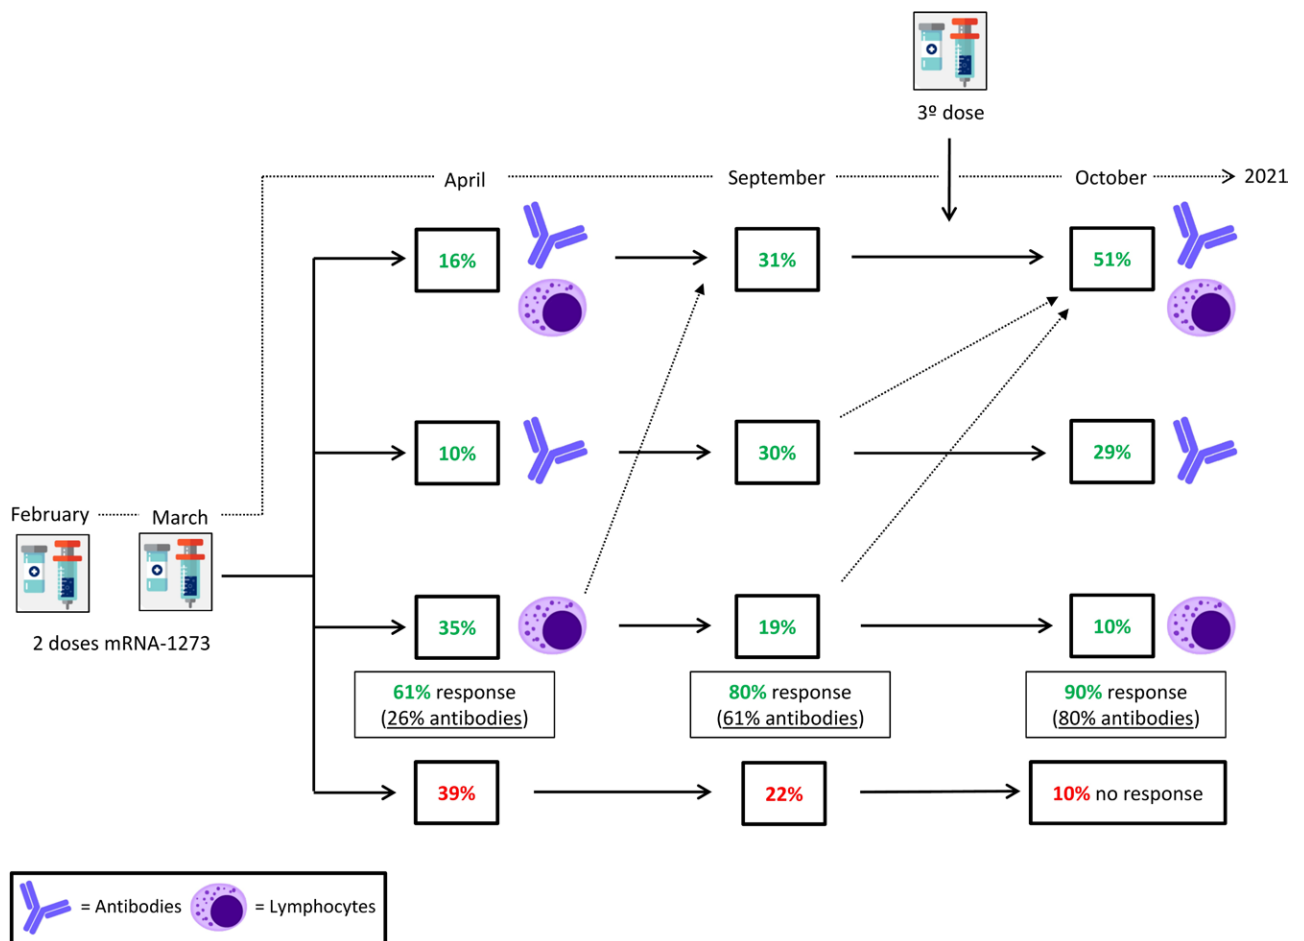 3º dose
April
September
October
2021
16%
31%
51%
10%
30%
29%
February
March
2 doses mRNA-1273
35%
19%
10%
61% response
(26% antibodies)
80% response
(61% antibodies)
90% response
(80% antibodies)
39%
22%
10% no response
= Antibodies
= Lymphocytes